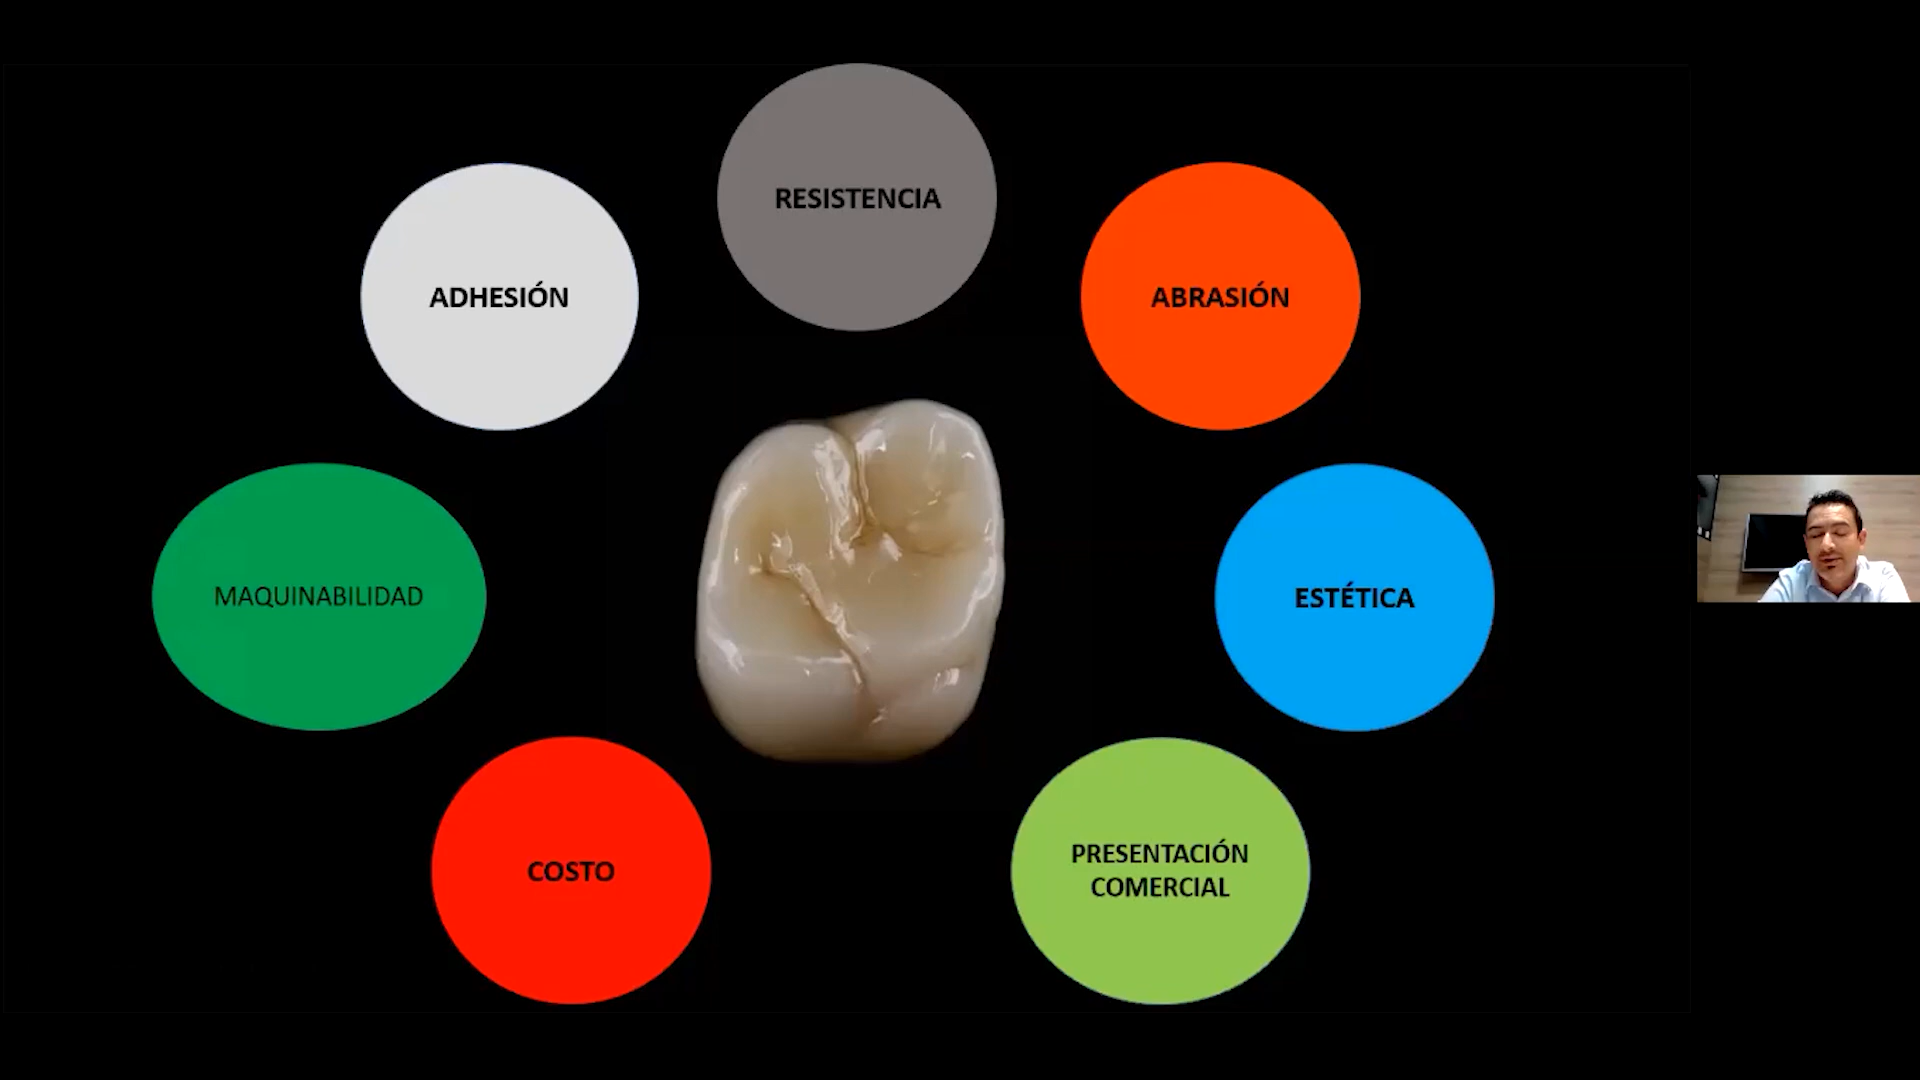 RESISTENCIA
ADHESIÓN
ABRASIÓN
MAQUINABILIDAD
ESTÉTICA
COSTO
PRESENTACIÓN
COMERCIAL